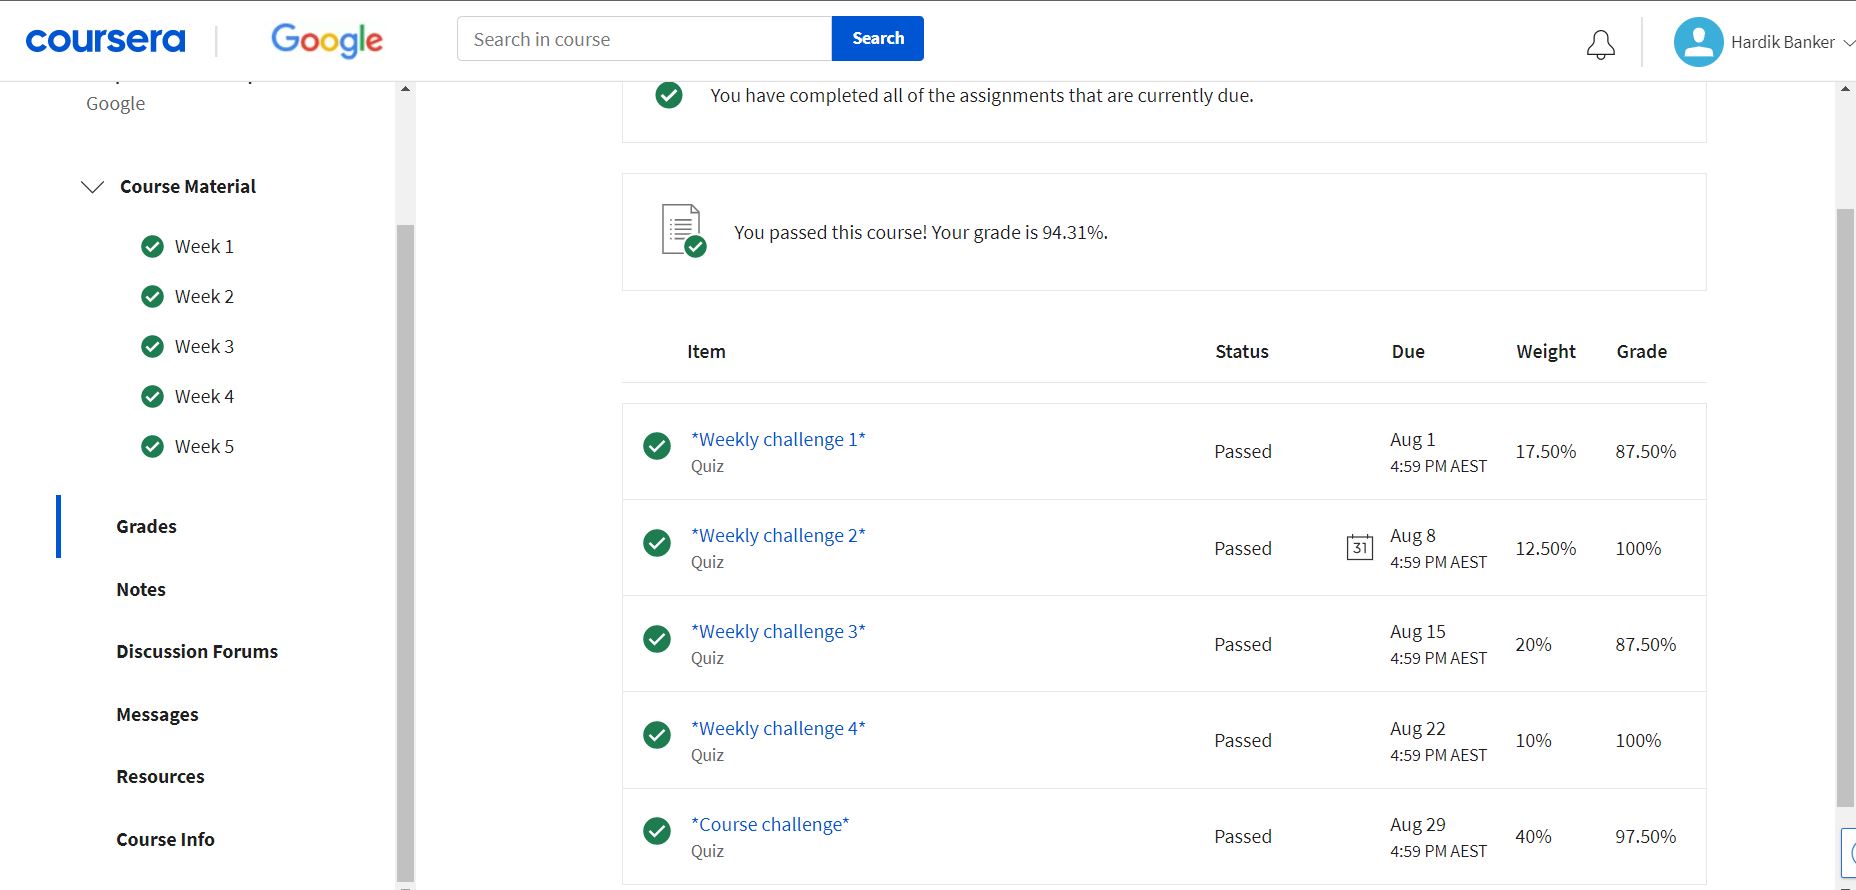 coursera
Google
Search in course
Search
Hardik Banker
Google
Course Material
Week 1
Week 2
Week 3
Week 4
Week 5
Grades
Notes
Discussion Forums
Messages
Resources
Course Info
You have completed all of the assignments that are currently due.
You passed this course! Your grade is 94.31%.
Item Status Due Weight Grade
*Weekly challenge 1*
Quiz
Passed
Aug 1
4:59 PM AEST
17.50%
87.50%
*Weekly challenge 2*
Quiz
Passed
31
Aug 8
4:59 PM AEST
12.50%
100%
*Weekly challenge 3*
Quiz
Passed
Aug 15
4:59 PM AEST
20%
87.50%
*Weekly challenge 4*
Quiz
Passed
Aug 22
4:59 PM AEST
10%
100%
*Course challenge*
Quiz
Passed
Aug 29
4:59 PM AEST
40%
97.50%